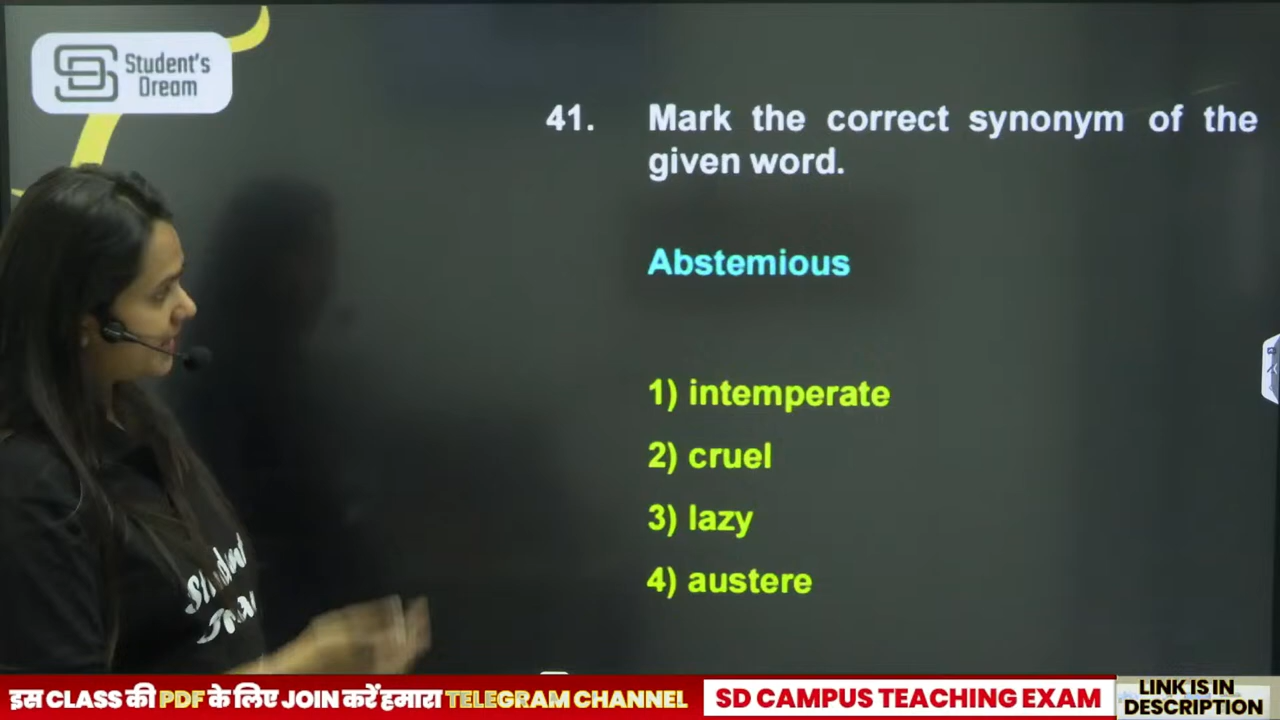 Student's
Dream
41. Mark the correct synonym of the
given word.
Abstemious
1) intemperate
2) cruel
3) lazy
4) austere
Student
इस CLASS की PDF के लिए JOIN करें हमारा TELEGRAM CHANNEL
SD CAMPUS TEACHING EXAM
LINK IS IN
DESCRIPTION